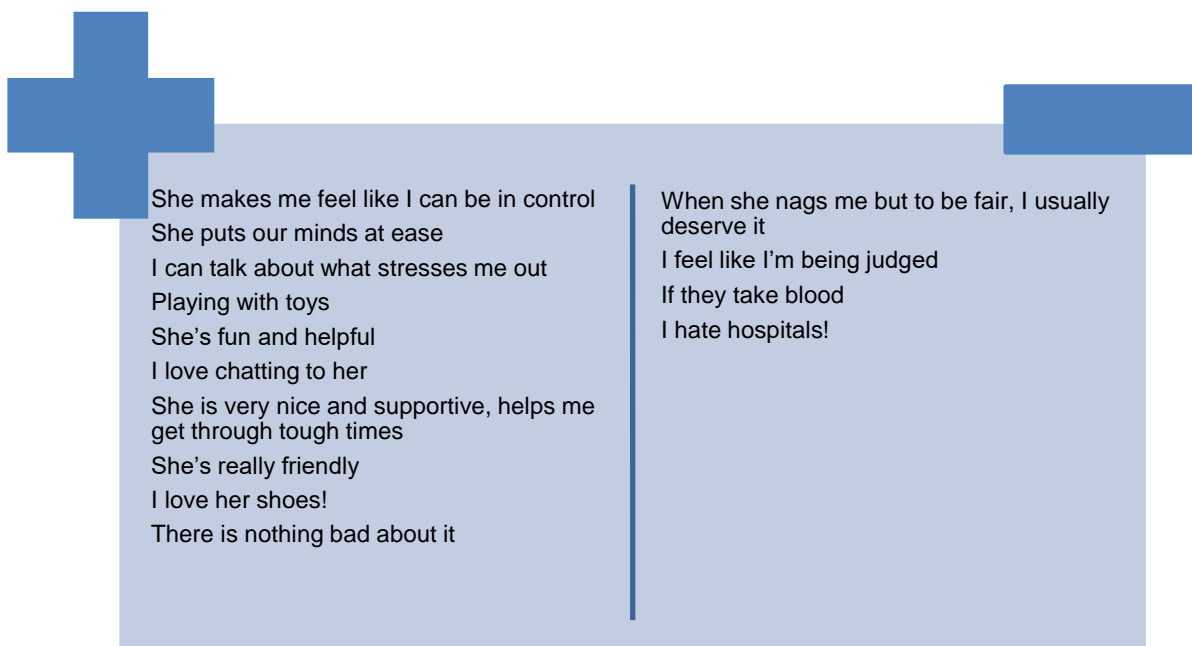 She makes me feel like I can be in control
She puts our minds at ease
I can talk about what stresses me out
Playing with toys
She’s fun and helpful
I love chatting to her
She is very nice and supportive, helps me
get through tough times
She’s really friendly
I love her shoes!
There is nothing bad about it
When she nags me but to be fair, I usually
deserve it
I feel like I’m being judged
If they take blood
I hate hospitals!